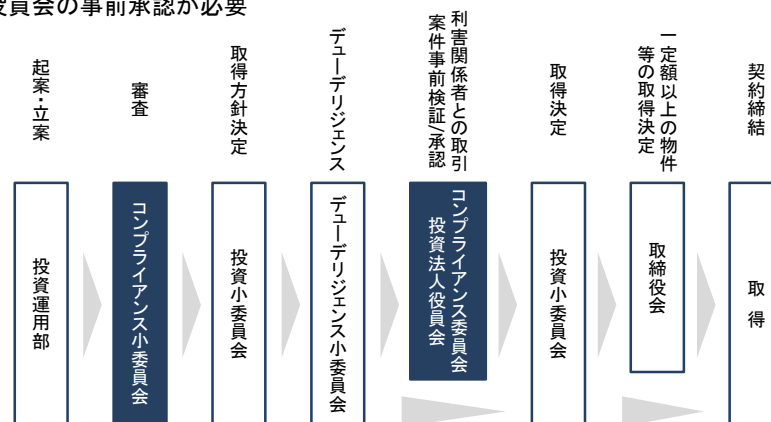 役員会の事前承認が必要
起案・立案
審査
取得方針決定
デューデリジェンス
利害関係者との取引
案件事前検証/承認
取得決定
一定額以上の物件
等の取得決定
契約締結
投資運用部
コンプライアンス小委員会
投資小委員会
デューデリジェンス小委員会
コンプライアンス委員会
投資法人役員会
投資小委員会
取締役会
取得